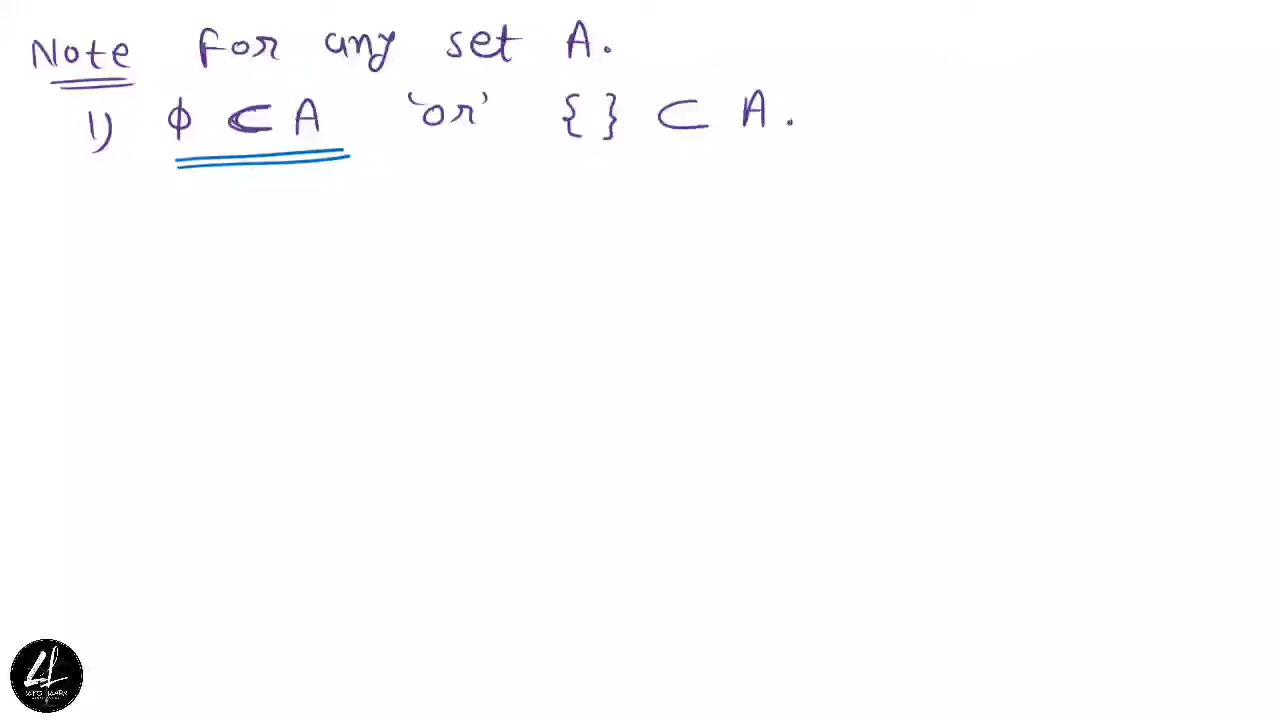 Note for any set A.
1) ϕ ⊂ A 'or' { } ⊂ A.